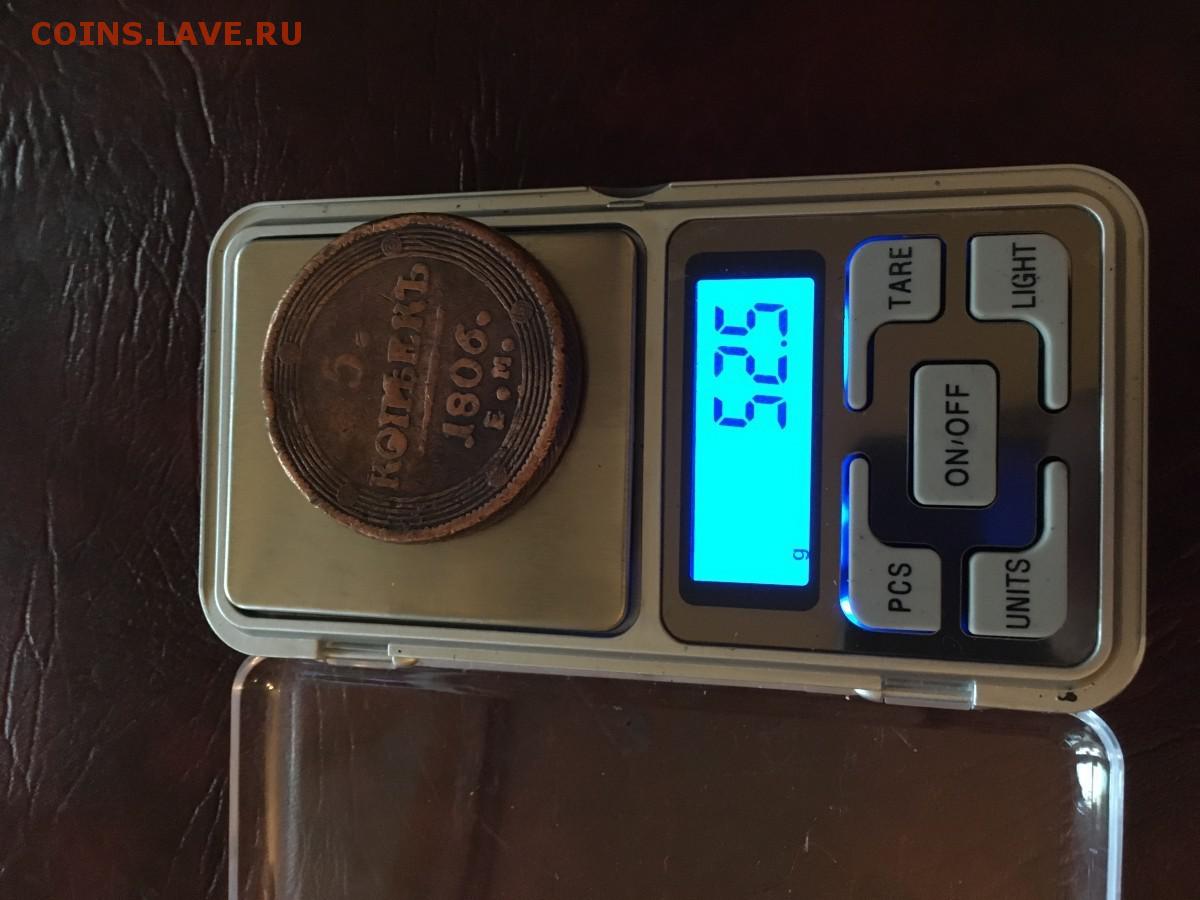 COINS.LAVE.RU
5.
КОПѢЕКЪ
1806.
Е.М.
52.5
g
TARE
LIGHT
ON/OFF
PCS
UNITS